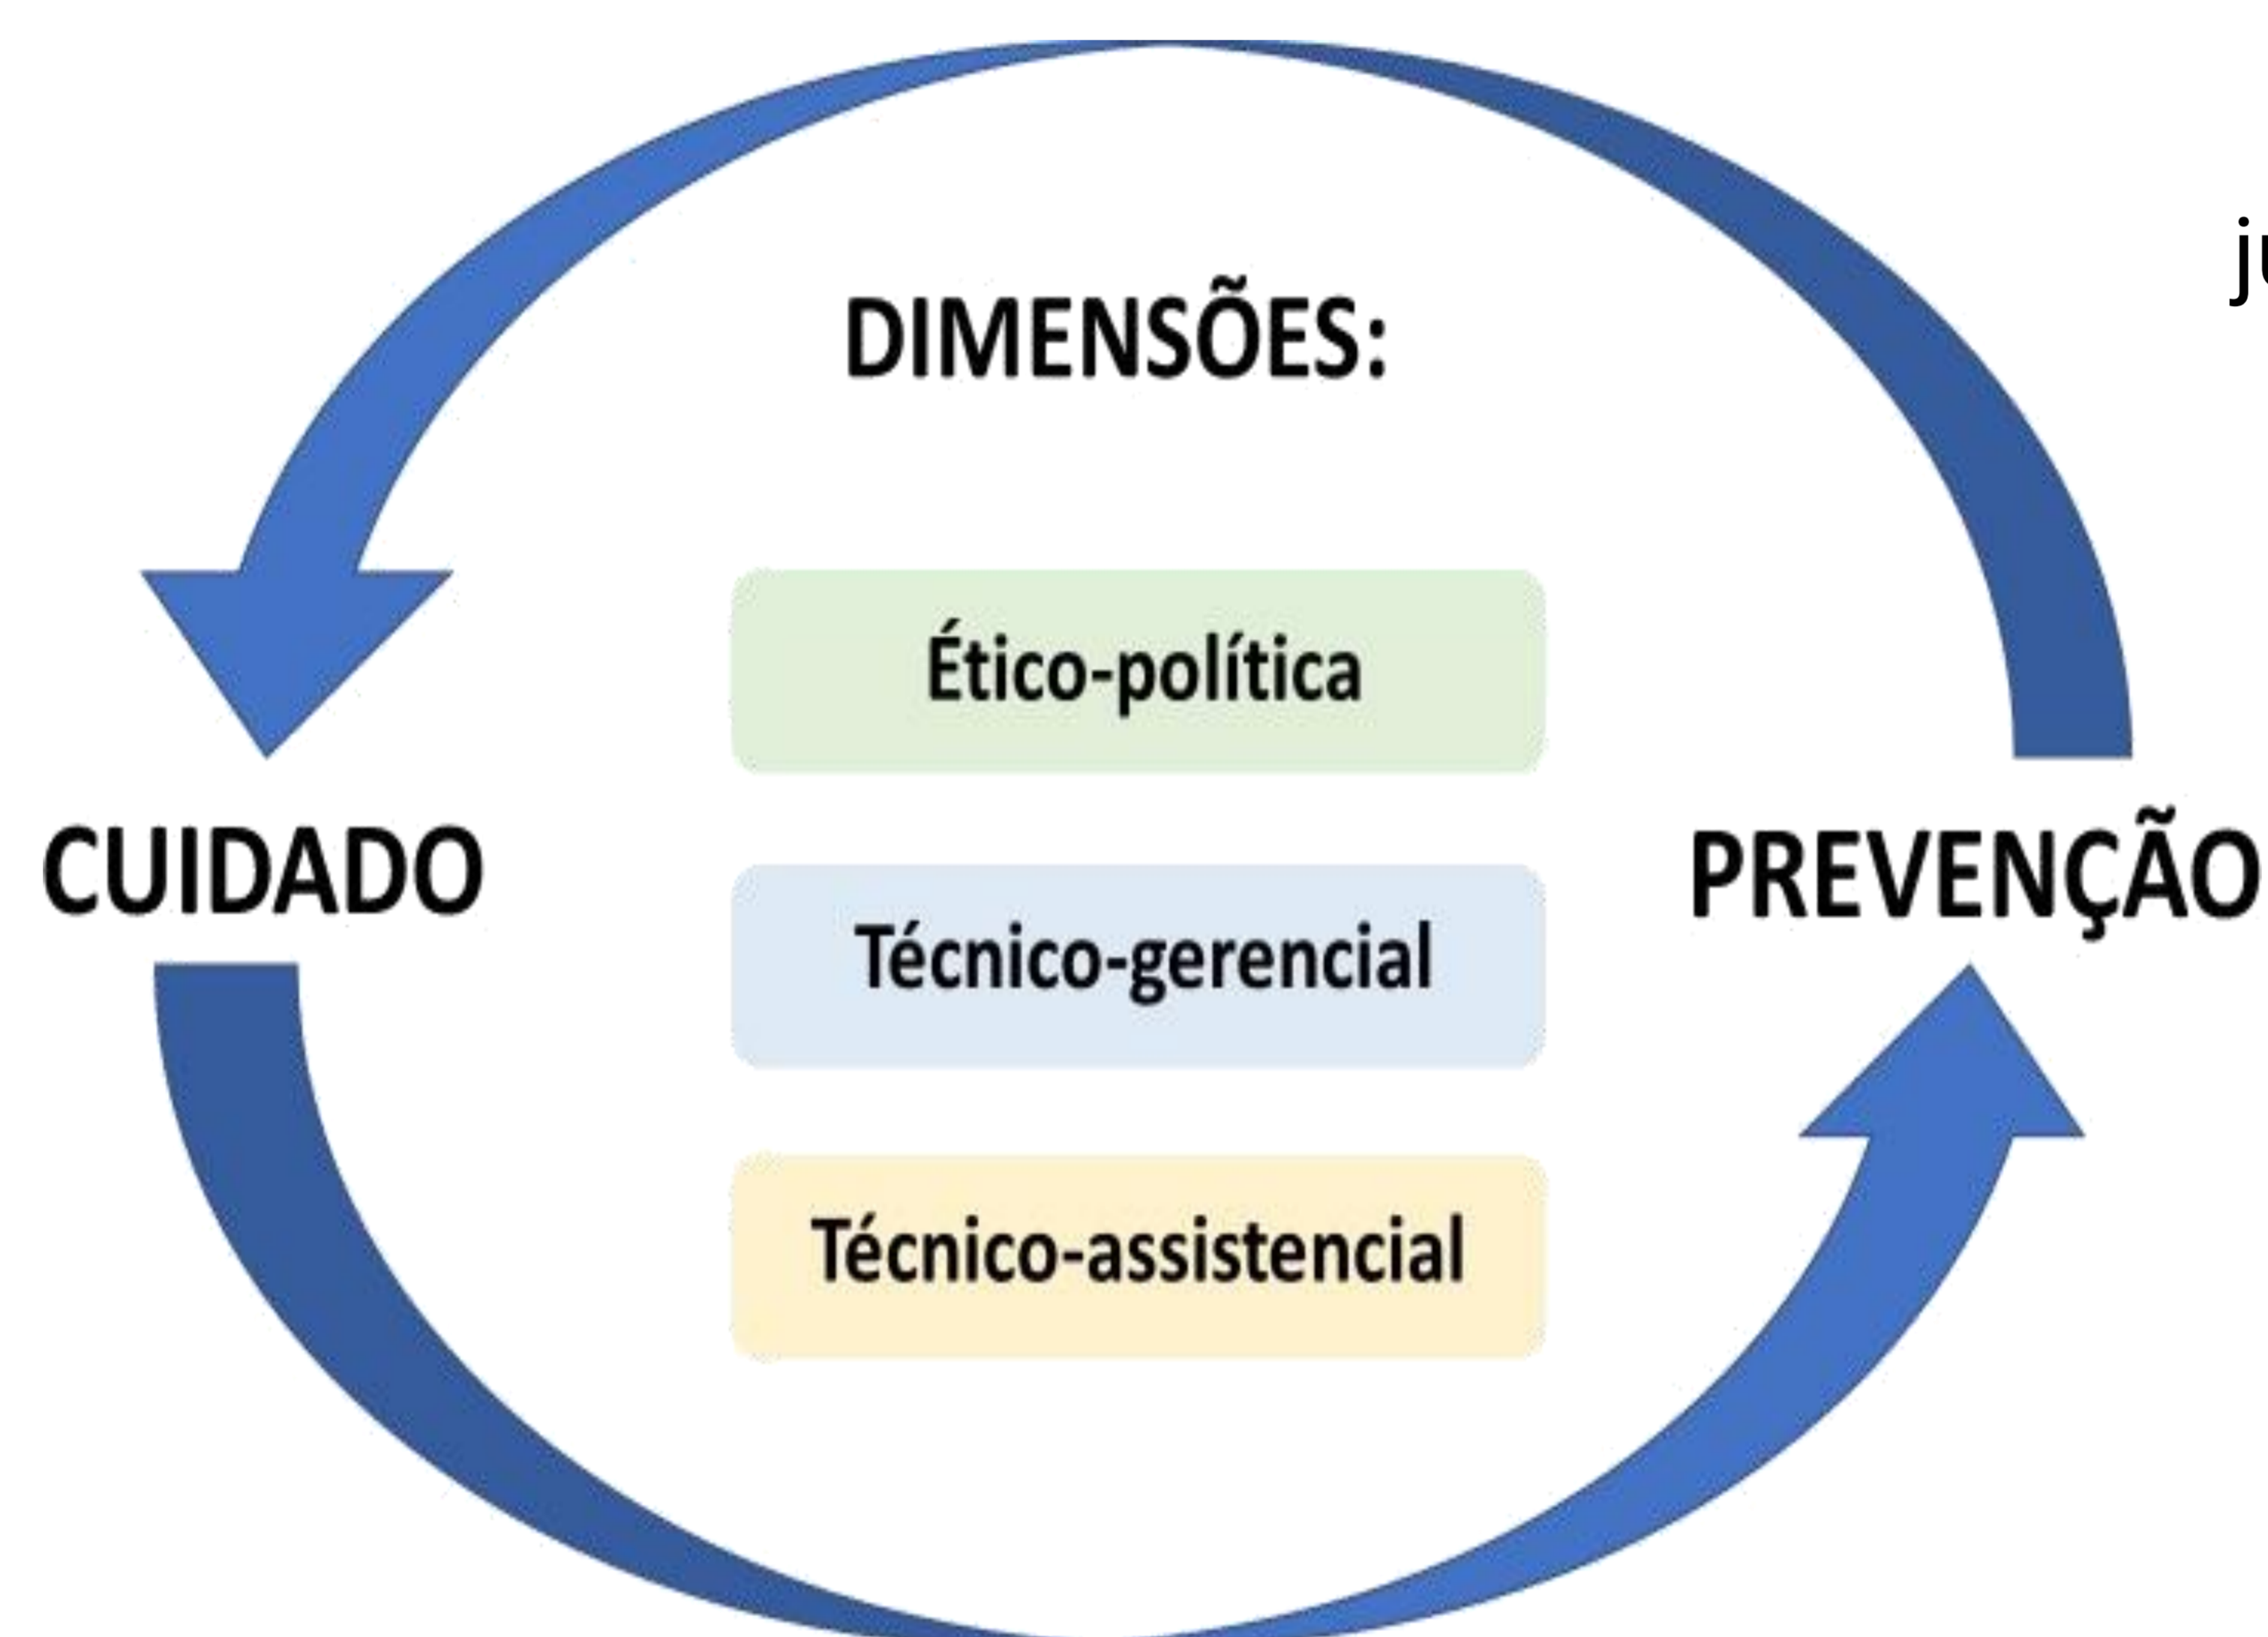 DIMENSÕES:
Ético-política
CUIDADO
PREVENÇÃO
Técnico-gerencial
Técnico-assistencial